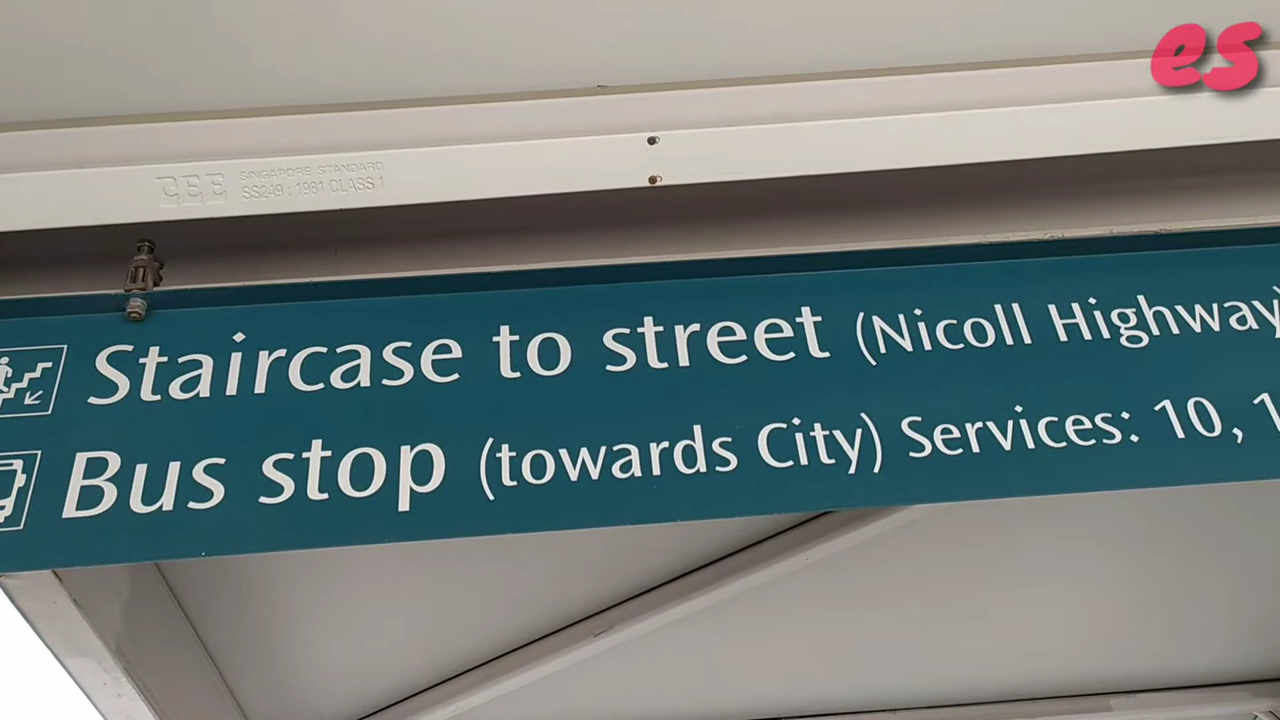 es
SINGAPORE STANDARD
SS249 : 1981 CLASS 1
Staircase to street (Nicoll Highway)
Bus stop (towards City) Services: 10,